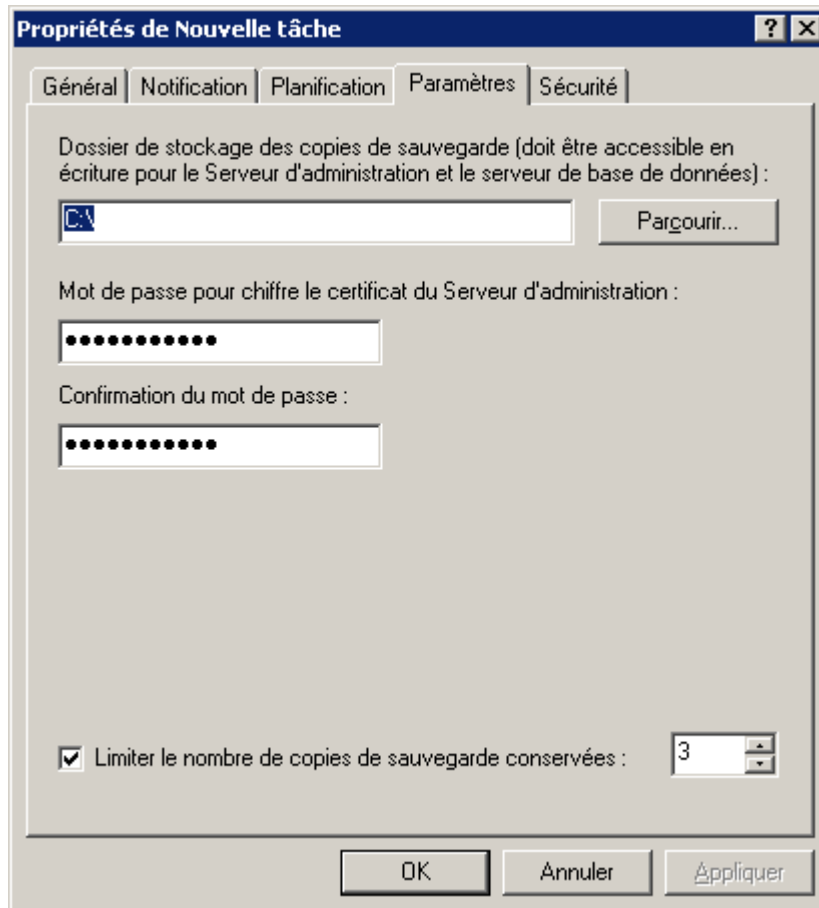 Propriétés de Nouvelle tâche
Général Notification Planification Paramètres Sécurité
Dossier de stockage des copies de sauvegarde (doit être accessible en
écriture pour le Serveur d'administration et le serveur de base de données) :
C:\ Parcourir...
Mot de passe pour chiffre le certificat du Serveur d'administration :
●●●●●●●●●●●
Confirmation du mot de passe :
●●●●●●●●●●●
Limiter le nombre de copies de sauvegarde conservées : 3
OK Annuler Appliquer